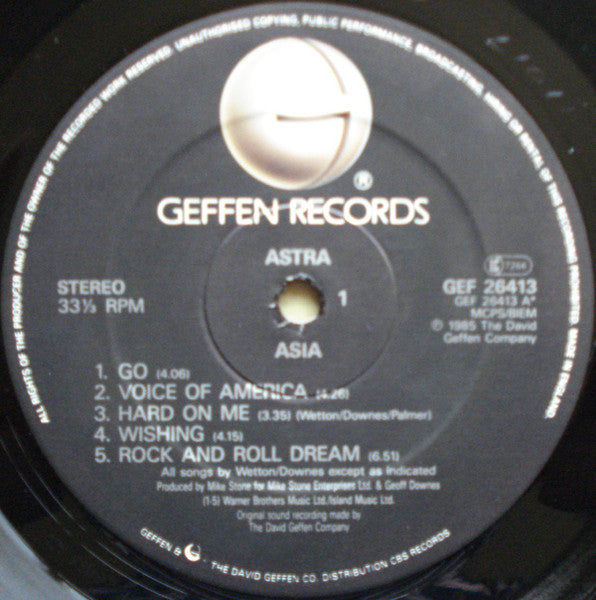 ALL RIGHTS OF THE PRODUCER AND OF THE OWNER OF THE RECORDED WORK RESERVED. UNAUTHORISED COPYING, PUBLIC PERFORMANCE, BROADCASTING, HIRING OR RENTAL OF THIS RECORDING PROHIBITED. MADE IN ENGLAND.
G
®
GEFFEN RECORDS
ASTRA
STEREO
33⅓ RPM
1
GEF 26413
GEF 26413 A*
MCPS/BIEM
℗ 1985 The David
Geffen Company
ASIA
1. GO (4.06)
2. VOICE OF AMERICA (4.26)
3. HARD ON ME (3.35) (Wetton/Downes/Palmer)
4. WISHING (4.15)
5. ROCK AND ROLL DREAM (6.51)
All songs by Wetton/Downes except as indicated
Produced by Mike Stone for Mike Stone Enterprises Ltd. & Geoff Downes
(1-5) Warner Brothers Music Ltd./Island Music Ltd.
Original sound recording made by
The David Geffen Company
GEFFEN & G - THE DAVID GEFFEN CO. DISTRIBUTION CBS RECORDS